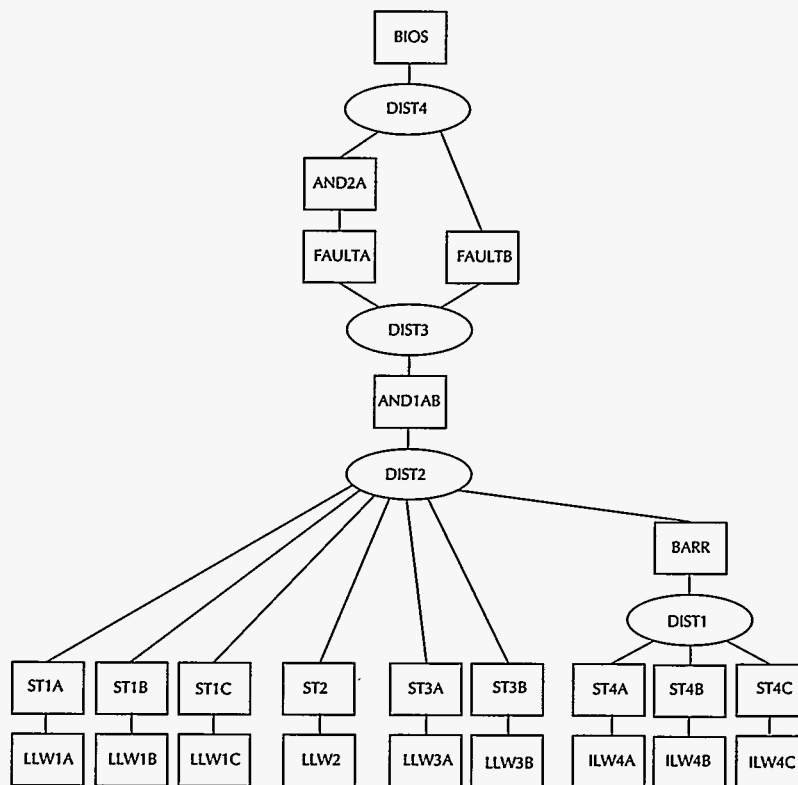 BIOS
DIST4
AND2A
FAULTA
FAULTB
DIST3
AND1AB
DIST2
BARR
DIST1
ST1A
ST1B
ST1C
ST2
ST3A
ST3B
ST4A
ST4B
ST4C
LLW1A
LLW1B
LLW1C
LLW2
LLW3A
LLW3B
ILW4A
ILW4B
ILW4C